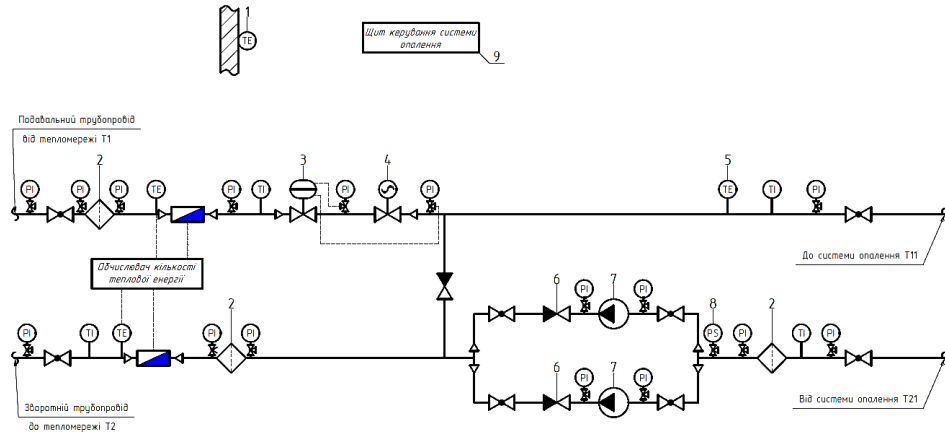 1
TE
Щит керування системи
опалення
9
Подавальний трубопровід
від тепломережі Т1
2
3
4
5
PI
PI
PI
TE
PI
TI
PI
PI
TE
TI
PI
До системи опалення Т11
Обчислювач кількості
теплової енергії
2
6
7
8
2
PI
TI
TE
PI
PI
PI
PI
PS
PI
TI
PI
6
7
PI
PI
Зворотній трубопровід
до тепломережі Т2
Від системи опалення Т21